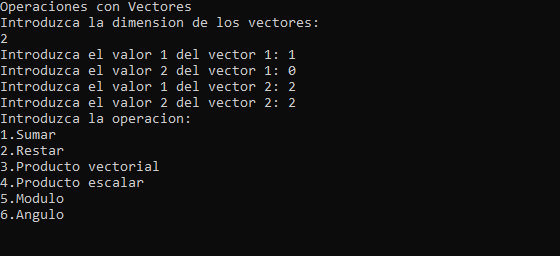 Operaciones con Vectores
Introduzca la dimension de los vectores:
2
Introduzca el valor 1 del vector 1: 1
Introduzca el valor 2 del vector 1: 0
Introduzca el valor 1 del vector 2: 2
Introduzca el valor 2 del vector 2: 2
Introduzca la operacion:
1.Sumar
2.Restar
3.Producto vectorial
4.Producto escalar
5.Modulo
6.Angulo